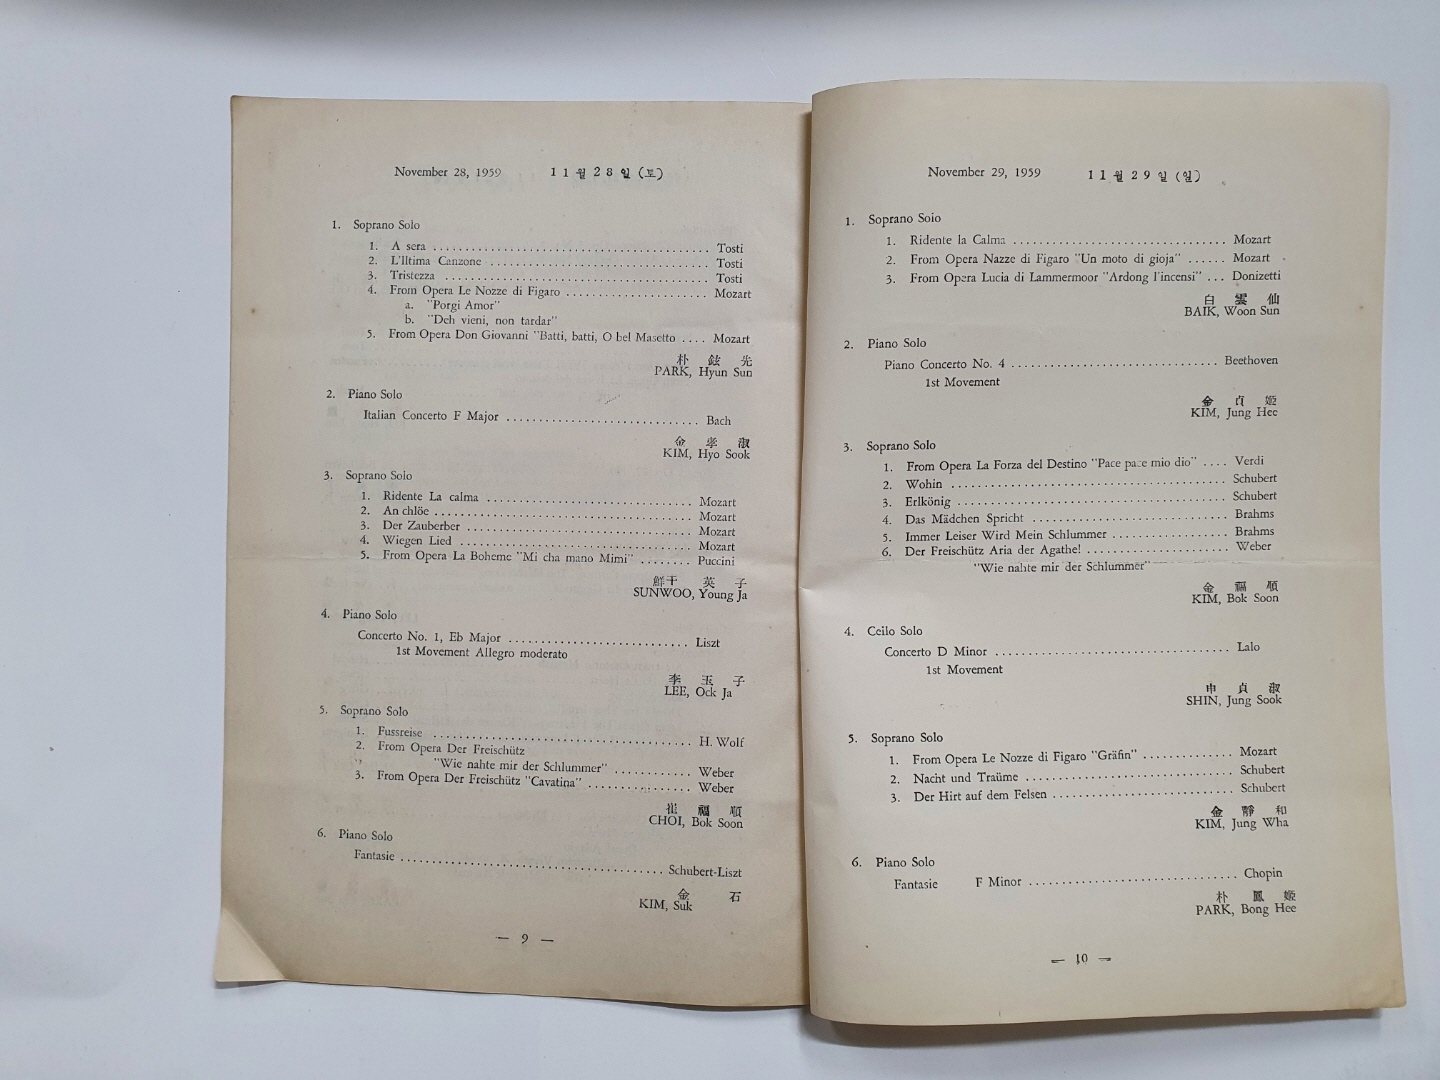 November 28, 1959 11월28일(토)
1. Soprano Solo
1. A sera ........ Tosti
2. L'lltima Canzone ........ Tosti
3. Tristezza ........ Tosti
4. From Opera Le Nozze di Figaro ........ Mozart
a. "Porgi Amor"
b. "Deh vieni, non tardar"
5. From Opera Don Giovanni "Batti, batti, O bel Masetto .... Mozart
朴鉉先
PARK, Hyun Sun
2. Piano Solo
Italian Concerto F Major ........ Bach
金孝淑
KIM, Hyo Sook
3. Soprano Solo
1. Ridente La calma ........ Mozart
2. An chlöe ........ Mozart
3. Der Zauberber ........ Mozart
4. Wiegen Lied ........ Mozart
5. From Opera La Boheme "Mi cha mano Mimi" ........ Puccini
鮮于英子
SUNWOO, Young Ja
4. Piano Solo
Concerto No. 1, Eb Major ........ Liszt
1st Movement Allegro moderato
李玉子
LEE, Ock Ja
5. Soprano Solo
1. Fussreise ........ H. Wolf
2. From Opera Der Freischütz
"Wie nahte mir der Schlummer" ........ Weber
3. From Opera Der Freischütz "Cavatina" ........ Weber
崔福順
CHOI, Bok Soon
6. Piano Solo
Fantasie ........ Schubert-Liszt
金石
KIM, Suk
— 9 —
November 29, 1959 11월29일(일)
1. Soprano Soio
1. Ridente la Calma ........ Mozart
2. From Opera Nazze di Figaro "Un moto di gioja" ...... Mozart
3. From Opera Lucia di Lammermoor "Ardong l'incensi" ... Donizetti
白雲仙
BAIK, Woon Sun
2. Piano Solo
Piano Concerto No. 4 ........ Beethoven
1st Movement
金貞姬
KIM, Jung Hee
3. Soprano Solo
1. From Opera La Forza del Destino "Pace pace mio dio" .... Verdi
2. Wohin ........ Schubert
3. Erlkönig ........ Schubert
4. Das Mädchen Spricht ........ Brahms
5. Immer Leiser Wird Mein Schlummer ........ Brahms
6. Der Freischütz Aria der Agathe! ........ Weber
"Wie nahte mir der Schlummer"
金福順
KIM, Bok Soon
4. Ceilo Solo
Concerto D Minor ........ Lalo
1st Movement
申貞淑
SHIN, Jung Sook
5. Soprano Solo
1. From Opera Le Nozze di Figaro "Gräfin" ........ Mozart
2. Nacht und Traüme ........ Schubert
3. Der Hirt auf dem Felsen ........ Schubert
金靜和
KIM, Jung Wha
6. Piano Solo
Fantasie F Minor ........ Chopin
朴鳳姬
PARK, Bong Hee
— 10 —